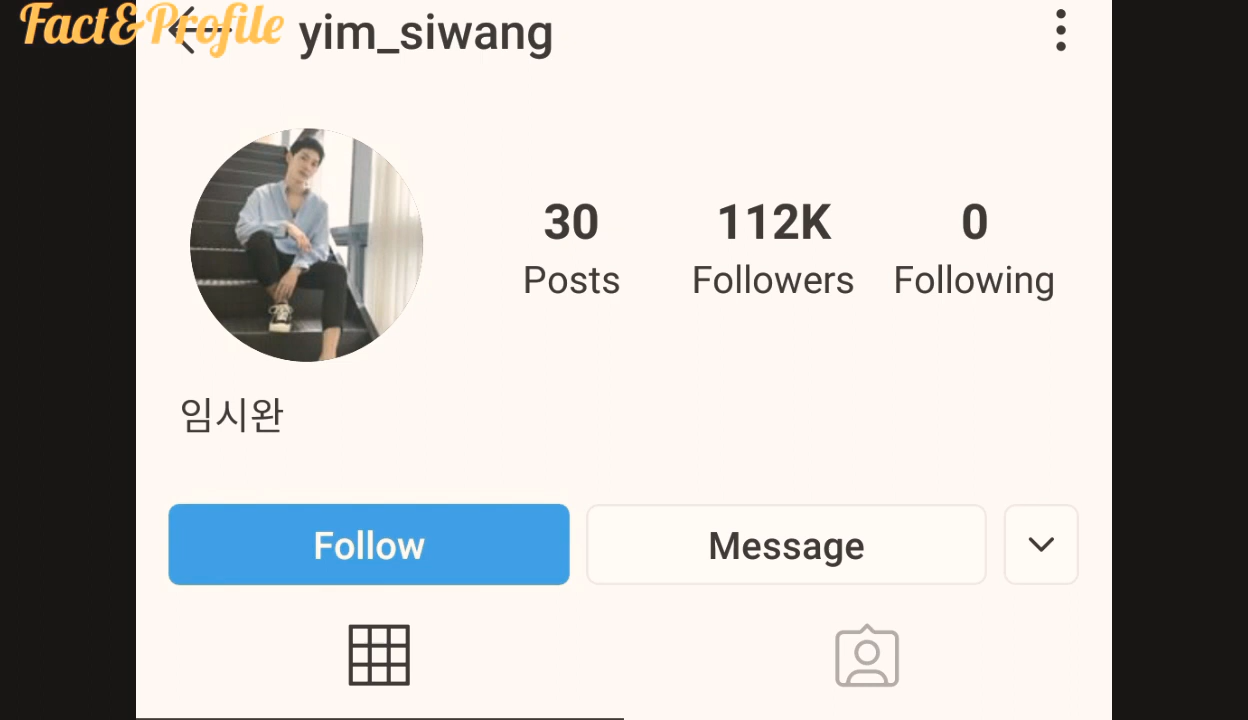 Fact&Profile
yim_siwang
30 112K 0
Posts Followers Following
임시완
Follow Message